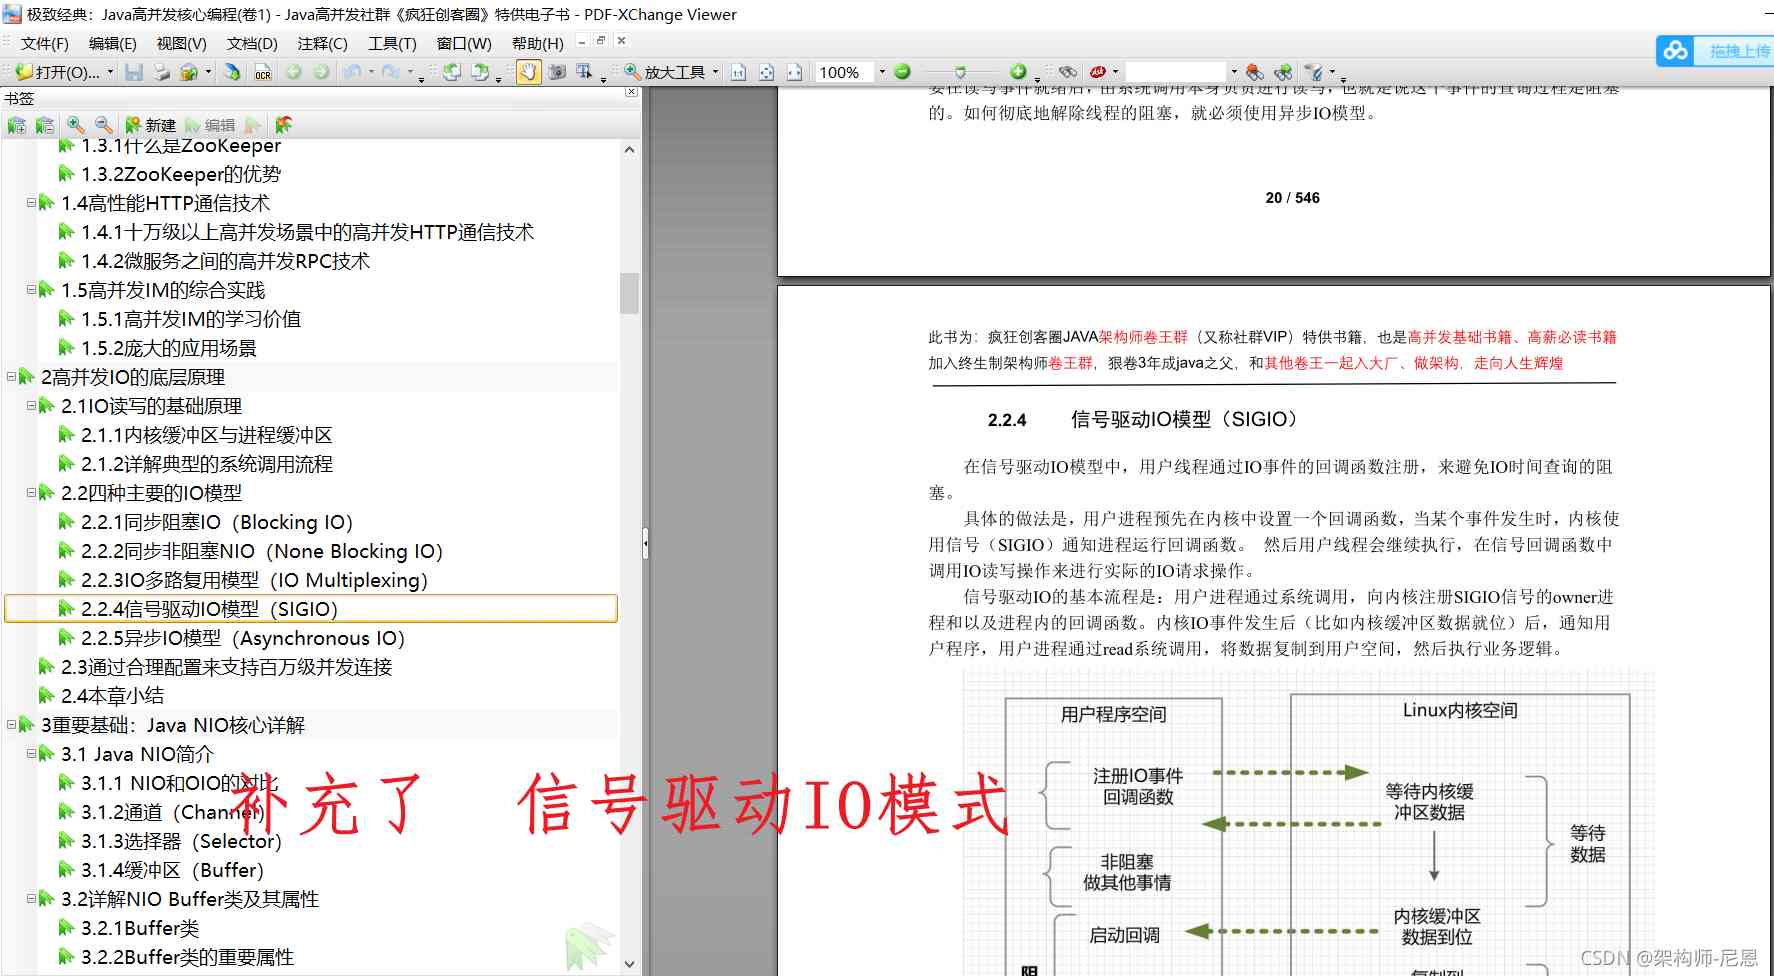 极致经典：Java高并发核心编程(卷1) - Java高并发社群《疯狂创客圈》特供电子书 - PDF-XChange Viewer
文件(F) 编辑(E) 视图(V) 文档(D) 注释(C) 工具(T) 窗口(W) 帮助(H)
拖拽上传
打开(O)... OCR 放大工具 100%
书签
新建 编辑
1.3.1什么是ZooKeeper
1.3.2ZooKeeper的优势
1.4高性能HTTP通信技术
1.4.1十万级以上高并发场景中的高并发HTTP通信技术
1.4.2微服务之间的高并发RPC技术
1.5高并发IM的综合实践
1.5.1高并发IM的学习价值
1.5.2庞大的应用场景
2高并发IO的底层原理
2.1IO读写的基础原理
2.1.1内核缓冲区与进程缓冲区
2.1.2详解典型的系统调用流程
2.2四种主要的IO模型
2.2.1同步阻塞IO（Blocking IO）
2.2.2同步非阻塞NIO（None Blocking IO）
2.2.3IO多路复用模型（IO Multiplexing）
2.2.4信号驱动IO模型（SIGIO）
2.2.5异步IO模型（Asynchronous IO）
2.3通过合理配置来支持百万级并发连接
2.4本章小结
3重要基础：Java NIO核心详解
3.1 Java NIO简介
3.1.1 NIO和OIO的对比
3.1.2通道（Channel）
3.1.3选择器（Selector）
3.1.4缓冲区（Buffer）
3.2详解NIO Buffer类及其属性
3.2.1Buffer类
3.2.2Buffer类的重要属性
补充了 信号驱动IO模式
要在读写事件就绪后，由系统调用本身负责进行读写，也就是说这个事件的查询过程是阻塞
的。如何彻底地解除线程的阻塞，就必须使用异步IO模型。
20 / 546
此书为：疯狂创客圈JAVA架构师卷王群（又称社群VIP）特供书籍，也是高并发基础书籍、高薪必读书籍
加入终生制架构师卷王群，狠卷3年成java之父，和其他卷王一起入大厂、做架构，走向人生辉煌
2.2.4 信号驱动IO模型（SIGIO）
在信号驱动IO模型中，用户线程通过IO事件的回调函数注册，来避免IO时间查询的阻
塞。
具体的做法是，用户进程预先在内核中设置一个回调函数，当某个事件发生时，内核使
用信号（SIGIO）通知进程运行回调函数。 然后用户线程会继续执行，在信号回调函数中
调用IO读写操作来进行实际的IO请求操作。
信号驱动IO的基本流程是：用户进程通过系统调用，向内核注册SIGIO信号的owner进
程和以及进程内的回调函数。内核IO事件发生后（比如内核缓冲区数据就位）后，通知用
户程序，用户进程通过read系统调用，将数据复制到用户空间，然后执行业务逻辑。
用户程序空间
Linux内核空间
注册IO事件
回调函数
等待内核缓
冲区数据
等待
数据
非阻塞
做其他事情
内核缓冲区
数据到位
启动回调
阻
复制到
CSDN @架构师-尼恩